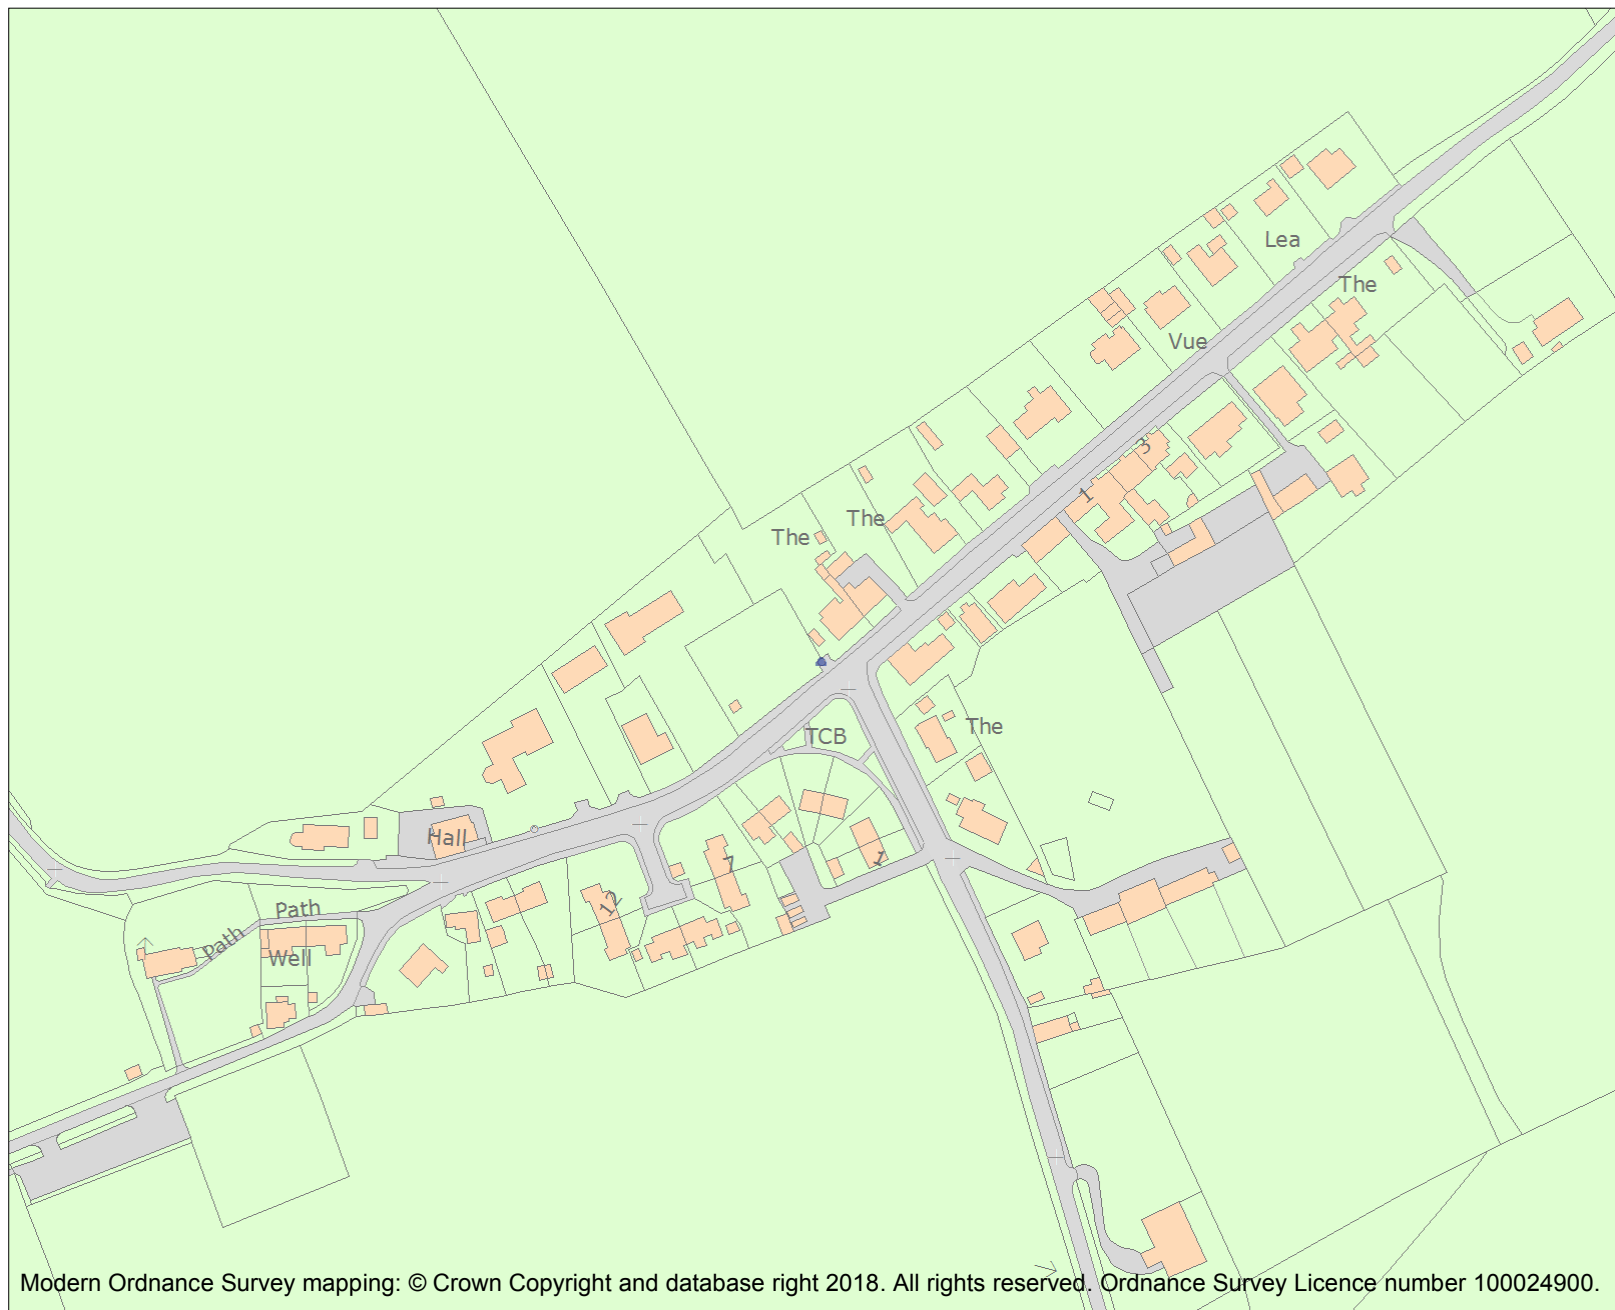 Lea
The
Vue
3
1
The
The
The
TCB
Hall
7
1
12
Path
Path
Well
Modern Ordnance Survey mapping: © Crown Copyright and database right 2018. All rights reserved. Ordnance Survey Licence number 100024900.